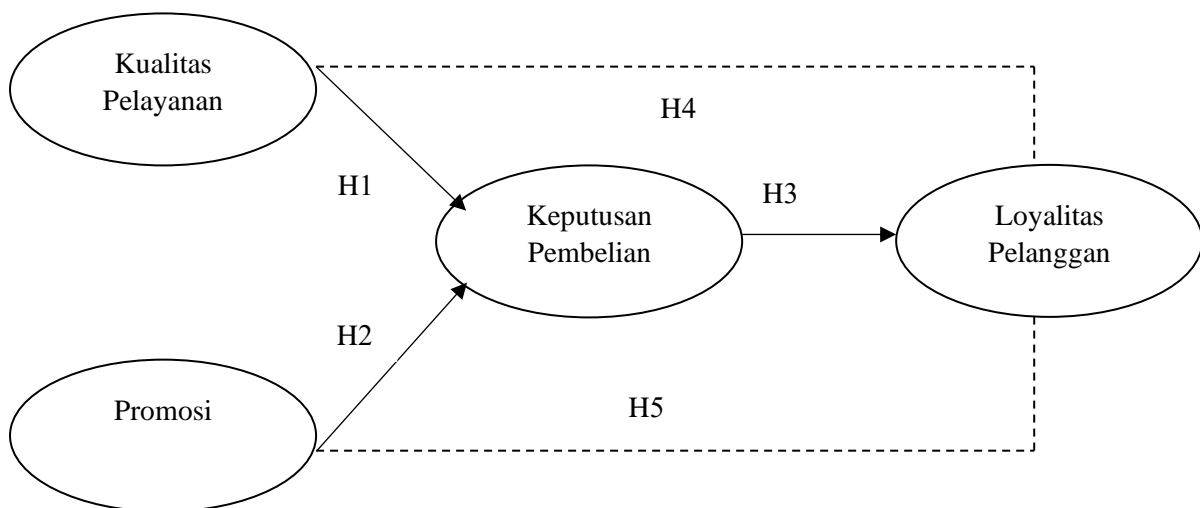 Kualitas
Pelayanan
H4
H1
Keputusan
Pembelian
H3
Loyalitas
Pelanggan
H2
Promosi
H5